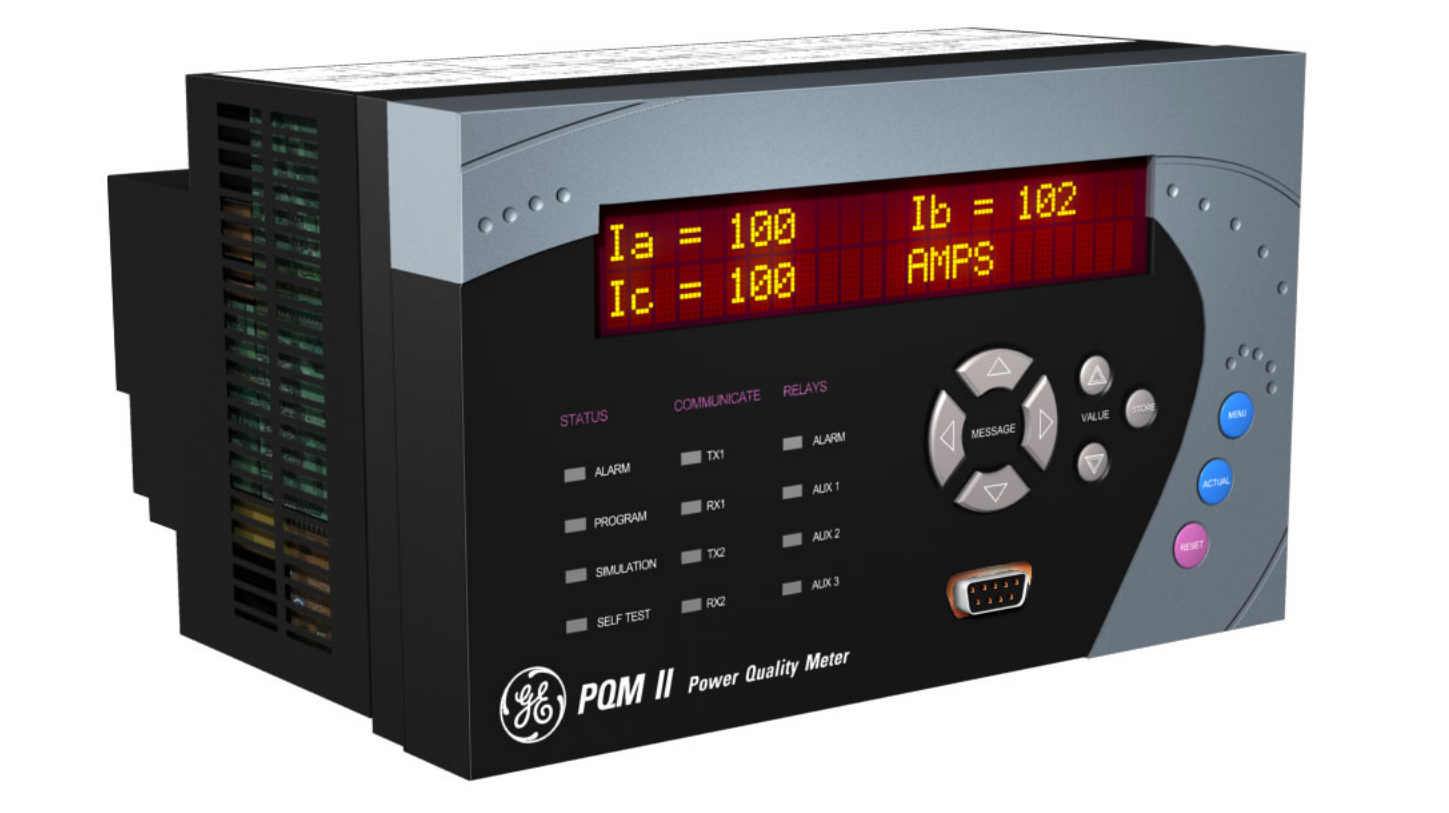 Ia = 100 Ib = 102
Ic = 100 AMPS
STATUS COMMUNICATE RELAYS
ALARM TX1 ALARM
PROGRAM RX1 AUX 1
SIMULATION TX2 AUX 2
SELF TEST RX2 AUX 3
MESSAGE
VALUE
STORE
MENU
ACTUAL
RESET
GE PQM II Power Quality Meter